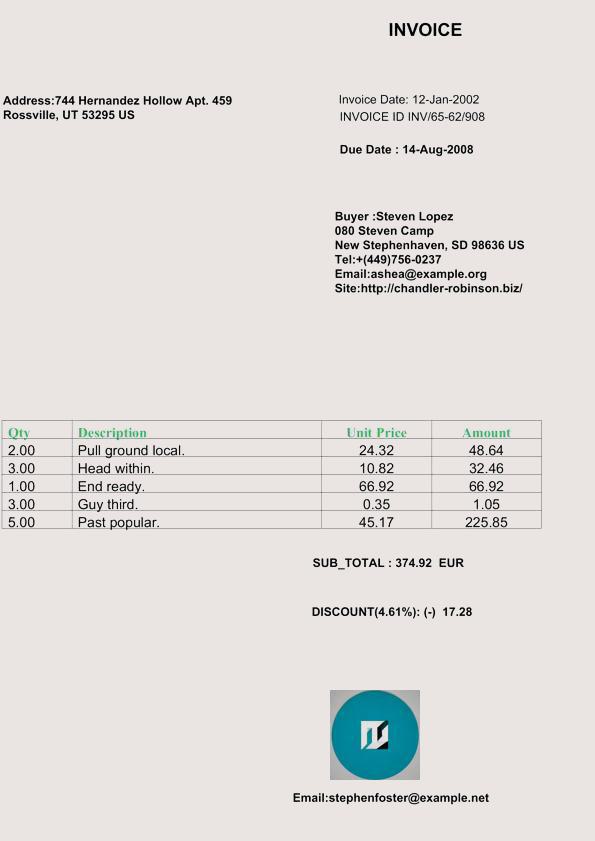 INVOICE
Address:744 Hernandez Hollow Apt. 459
Rossville, UT 53295 US
Invoice Date: 12-Jan-2002
INVOICE ID INV/65-62/908
Due Date : 14-Aug-2008
Buyer :Steven Lopez
080 Steven Camp
New Stephenhaven, SD 98636 US
Tel:+(449)756-0237
Email:ashea@example.org
Site:http://chandler-robinson.biz/
Qty Description Unit Price Amount
2.00 Pull ground local. 24.32 48.64
3.00 Head within. 10.82 32.46
1.00 End ready. 66.92 66.92
3.00 Guy third. 0.35 1.05
5.00 Past popular. 45.17 225.85
SUB_TOTAL : 374.92 EUR
DISCOUNT(4.61%): (-) 17.28
Email:stephenfoster@example.net